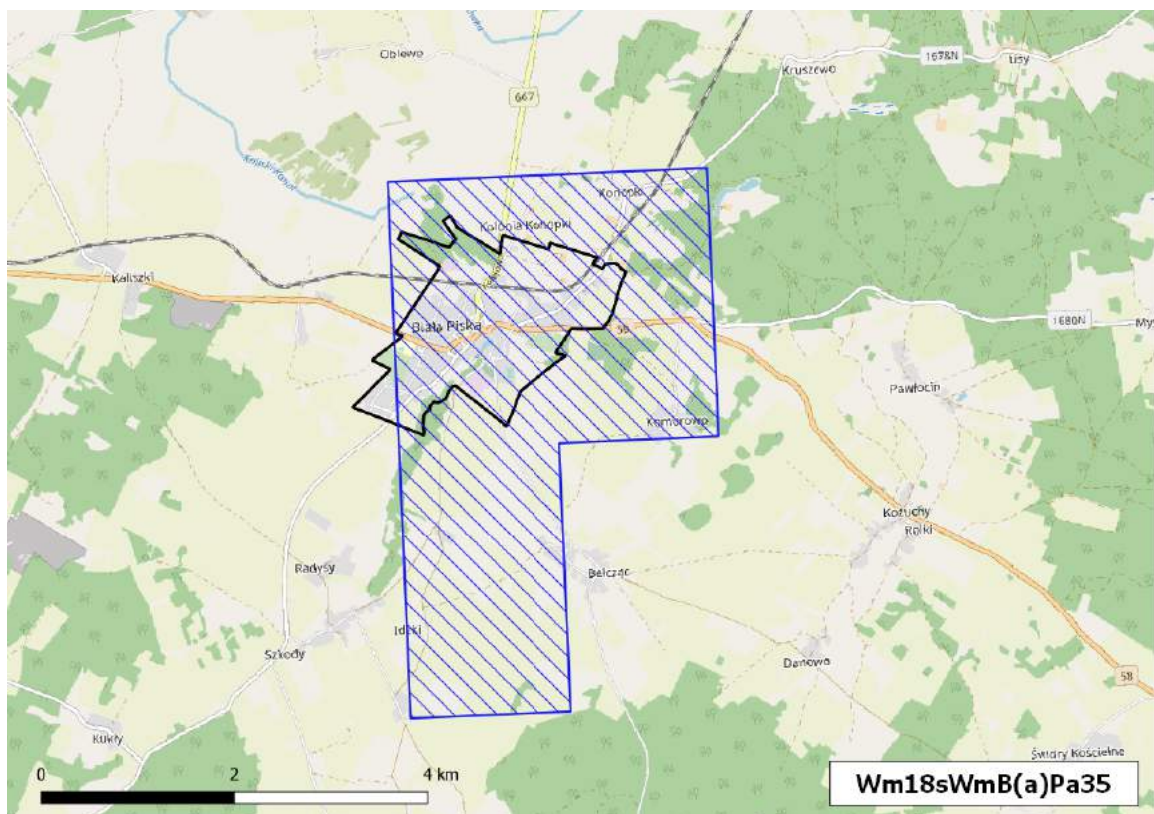 Oblewo
667
1678N
Lisy
Kruszewo
Konopki
Kolonia Konopki
Kaliszki
Biała Piska
58
1680N
Pawłocin
Komorowo
Kożuchy
Rolki
Radysy
Bełcząc
Idzki
Szkody
Danowo
58
Kukły
Świdry Kościelne
0 2 4 km
Wm18sWmB(a)Pa35